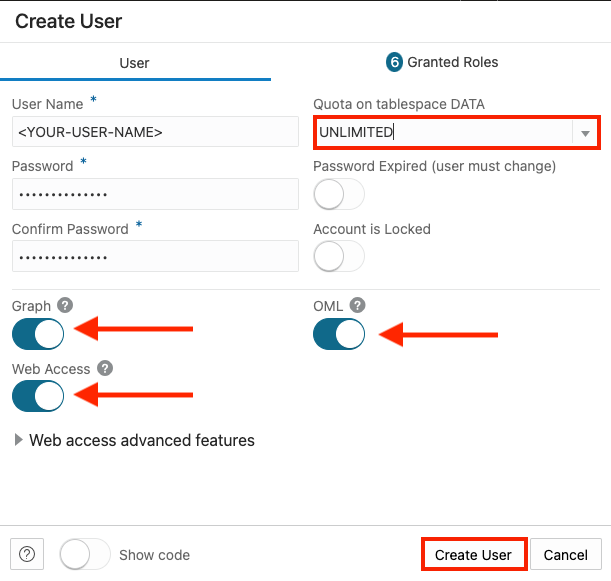 Create User
User
6 Granted Roles
User Name *
Quota on tablespace DATA
<YOUR-USER-NAME>
UNLIMITED
Password *
Password Expired (user must change)
••••••••••••••
Confirm Password *
Account is Locked
••••••••••••••
Graph ?
OML ?
Web Access ?
Web access advanced features
? Show code
Create User
Cancel